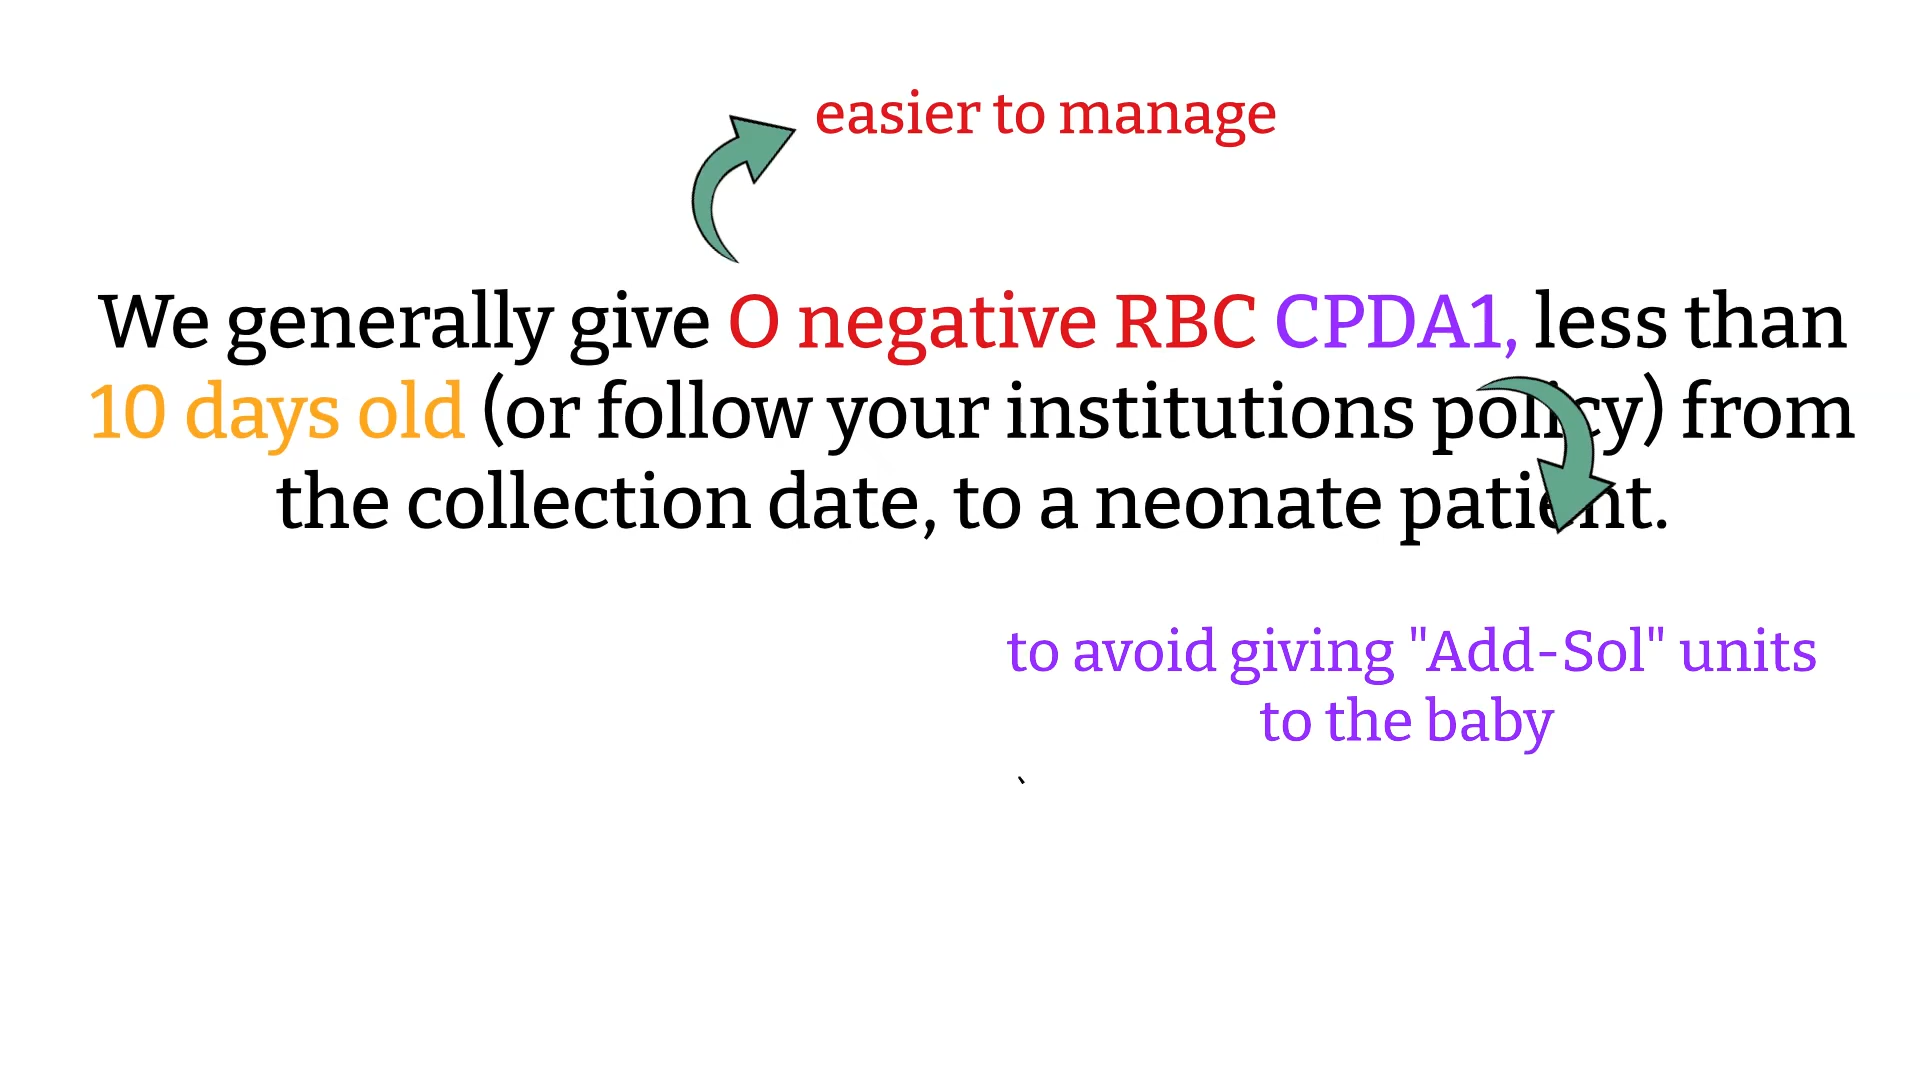 easier to manage
We generally give O negative RBC CPDA1, less than
10 days old (or follow your institutions policy) from
the collection date, to a neonate patient.
to avoid giving "Add-Sol" units
to the baby
`